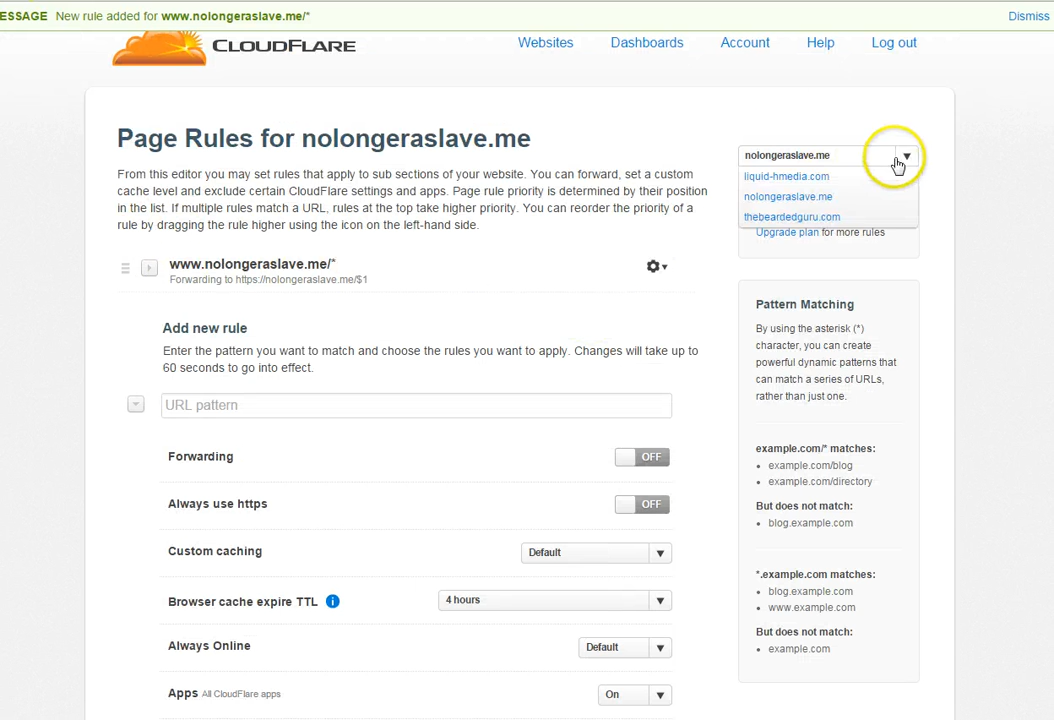 ESSAGE New rule added for www.nolongeraslave.me/*
Dismiss
CLOUDFLARE
Websites Dashboards Account Help Log out
Page Rules for nolongeraslave.me
From this editor you may set rules that apply to sub sections of your website. You can forward, set a custom
cache level and exclude certain CloudFlare settings and apps. Page rule priority is determined by their position
in the list. If multiple rules match a URL, rules at the top take higher priority. You can reorder the priority of a
rule by dragging the rule higher using the icon on the left-hand side.
nolongeraslave.me
liquid-hmedia.com
nolongeraslave.me
thebeardedguru.com
Upgrade plan for more rules
www.nolongeraslave.me/*
Forwarding to https://nolongeraslave.me/$1
Add new rule
Enter the pattern you want to match and choose the rules you want to apply. Changes will take up to
60 seconds to go into effect.
URL pattern
Forwarding OFF
Always use https OFF
Custom caching Default
Browser cache expire TTL i 4 hours
Always Online Default
Apps All CloudFlare apps On
Pattern Matching
By using the asterisk (*)
character, you can create
powerful dynamic patterns that
can match a series of URLs,
rather than just one.
example.com/* matches:
• example.com/blog
• example.com/directory
But does not match:
• blog.example.com
*.example.com matches:
• blog.example.com
• www.example.com
But does not match:
• example.com